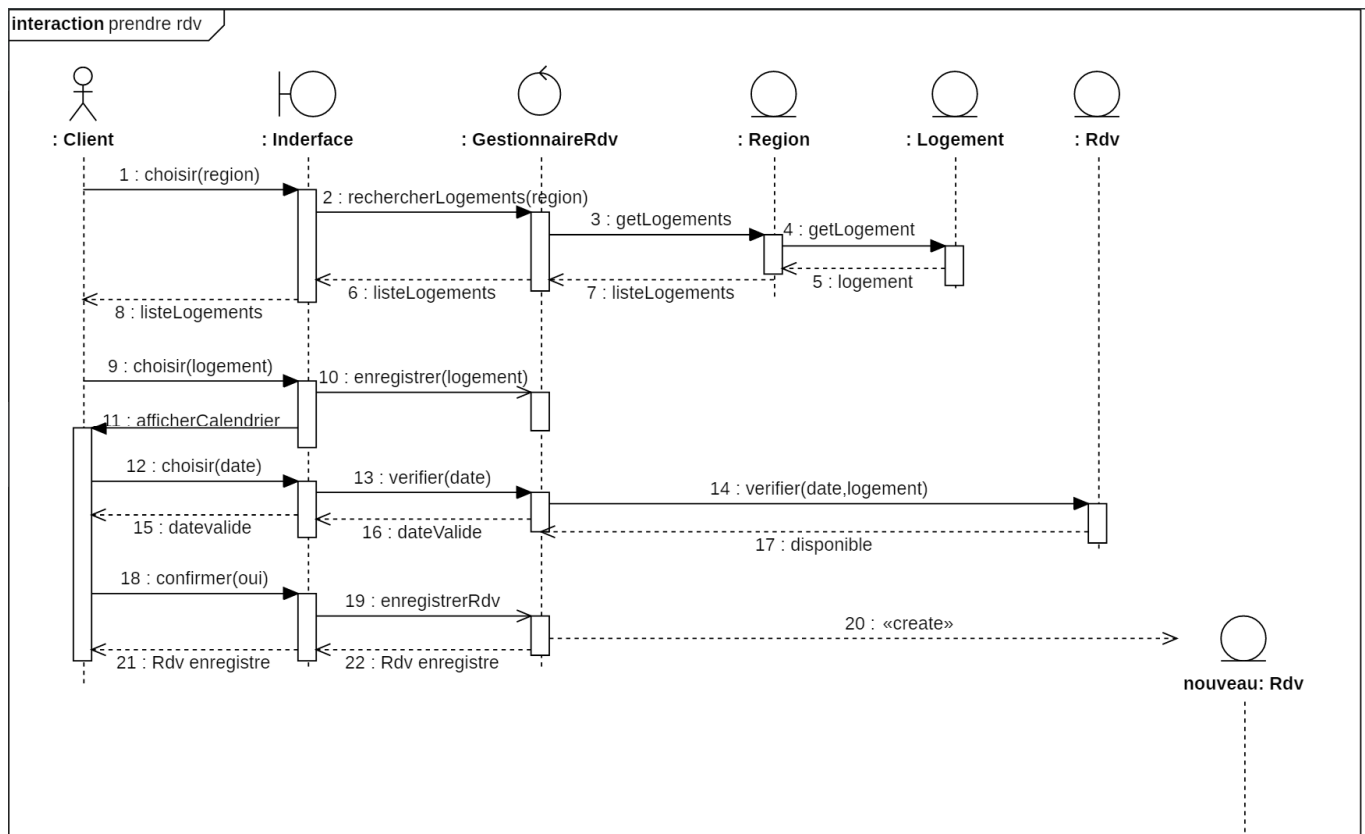 interaction prendre rdv
: Client
: Inderface
: GestionnaireRdv
: Region
: Logement
: Rdv
1 : choisir(region)
2 : rechercherLogements(region)
3 : getLogements
4 : getLogement
5 : logement
6 : listeLogements
7 : listeLogements
8 : listeLogements
9 : choisir(logement)
10 : enregistrer(logement)
11 : afficherCalendrier
12 : choisir(date)
13 : verifier(date)
14 : verifier(date,logement)
15 : datevalide
16 : dateValide
17 : disponible
18 : confirmer(oui)
19 : enregistrerRdv
20 : «create»
21 : Rdv enregistre
22 : Rdv enregistre
nouveau: Rdv